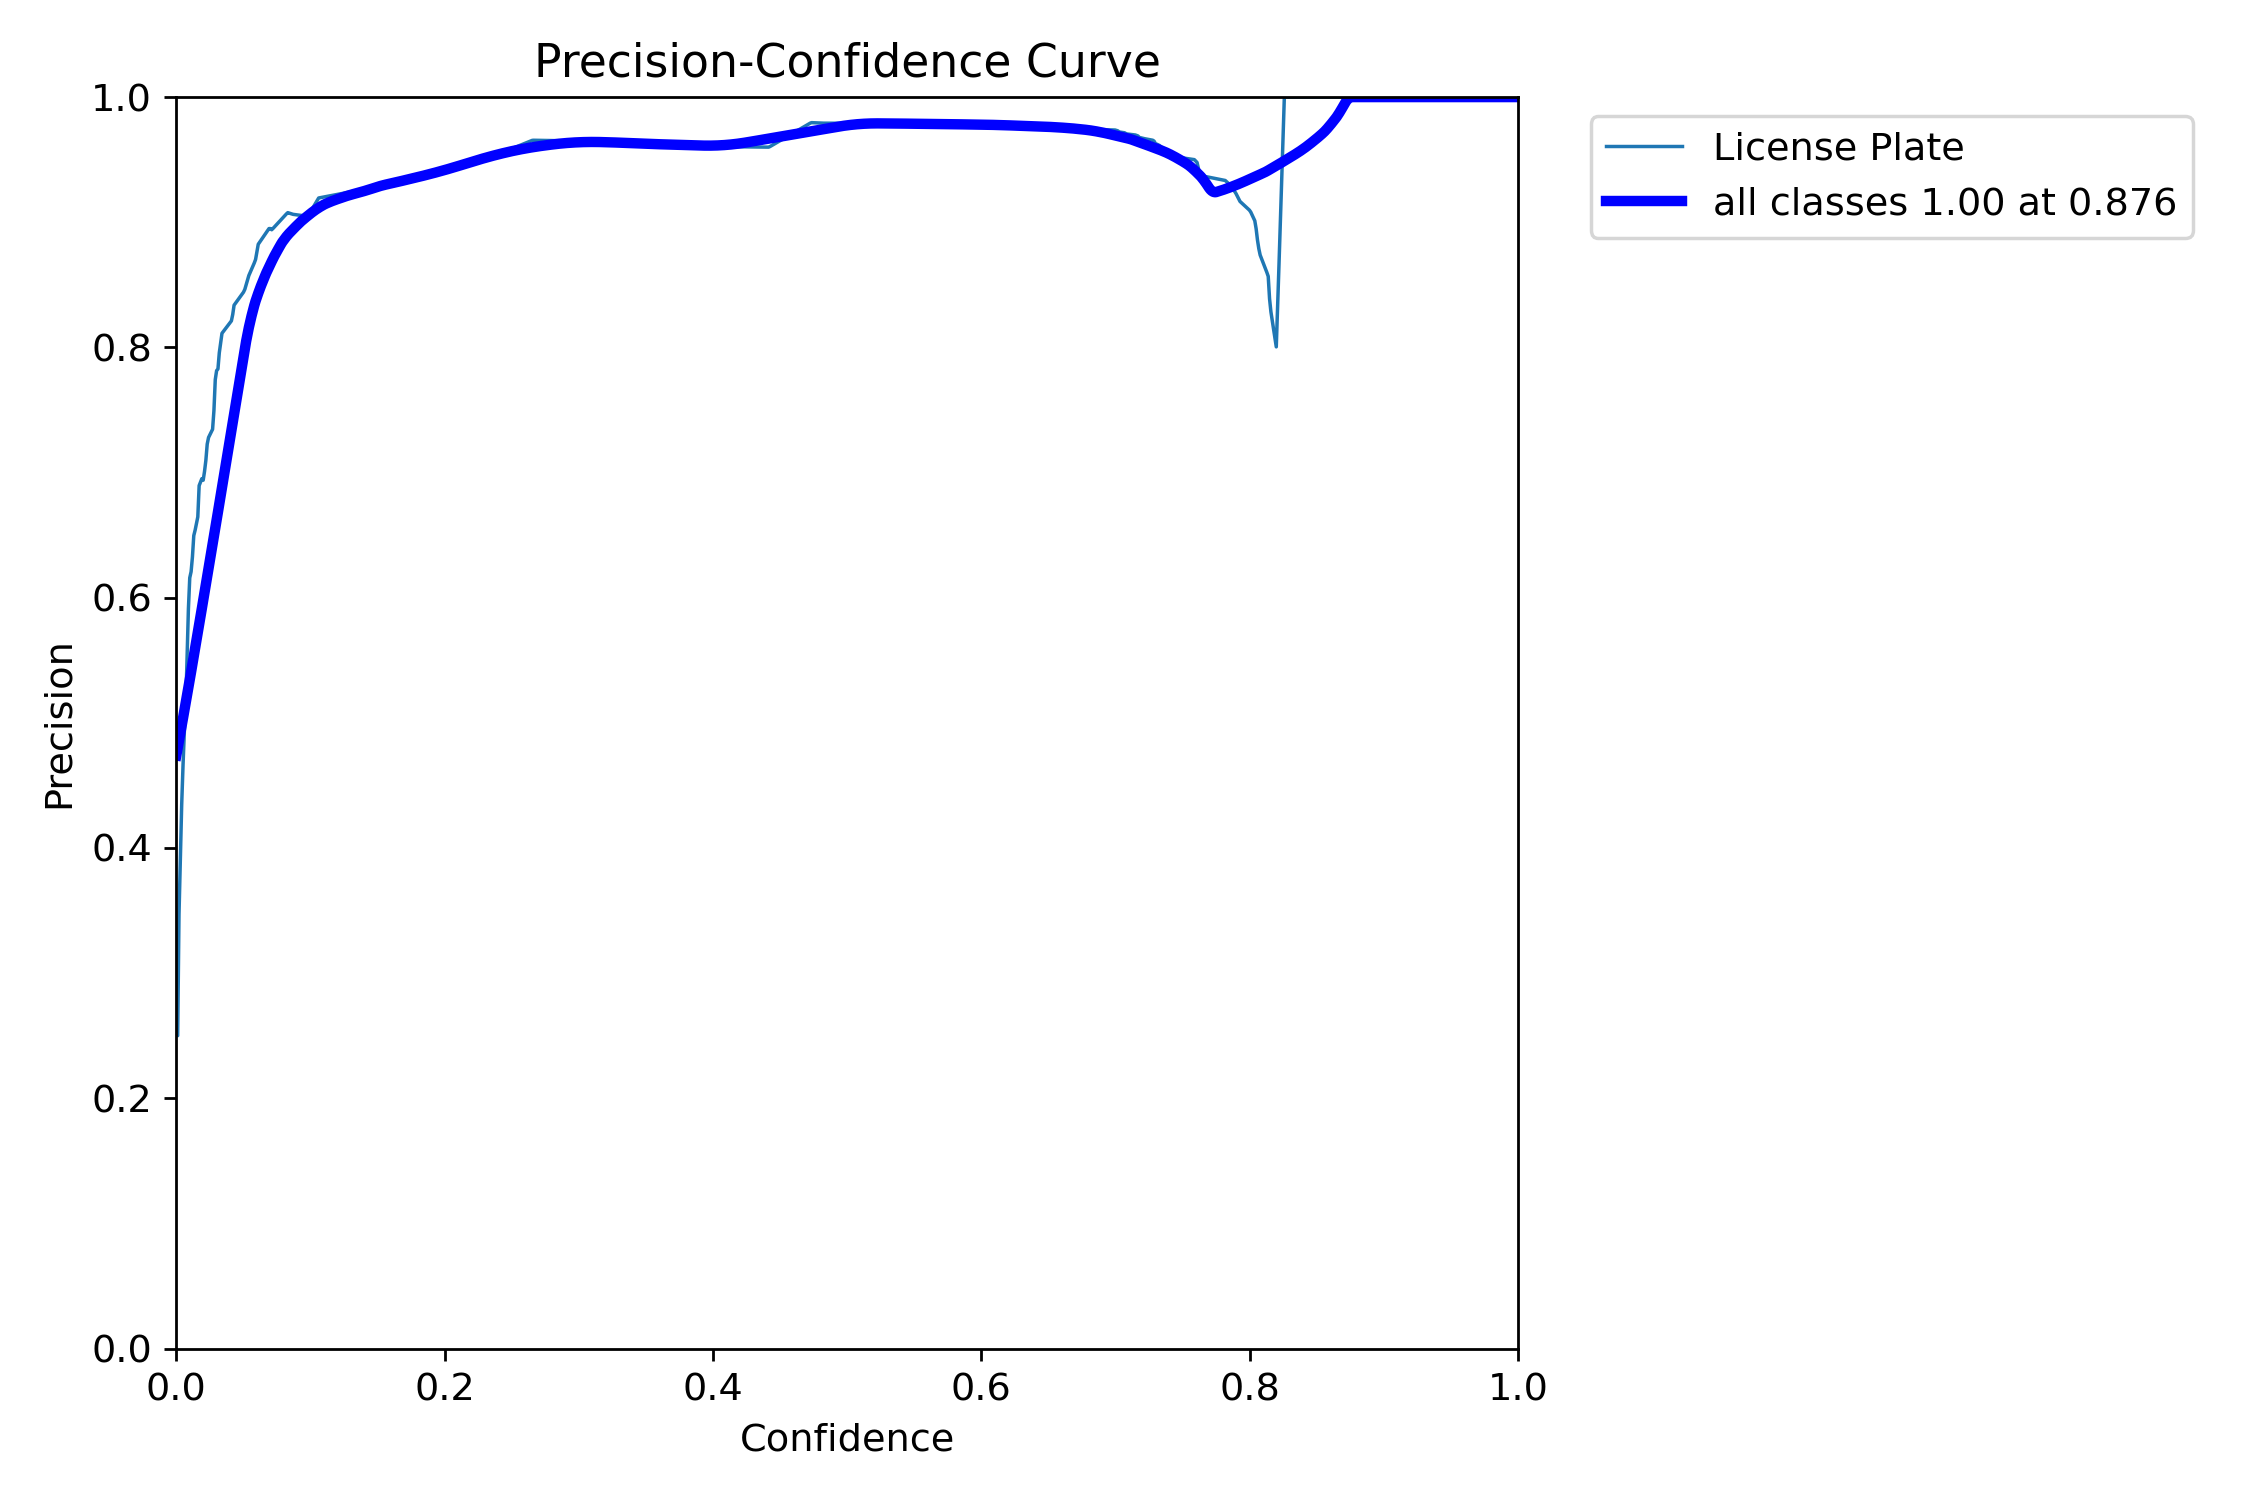 Precision-Confidence Curve
1.0
0.8
0.6
0.4
0.2
0.0
Precision
0.0 0.2 0.4 0.6 0.8 1.0
Confidence
License Plate
all classes 1.00 at 0.876